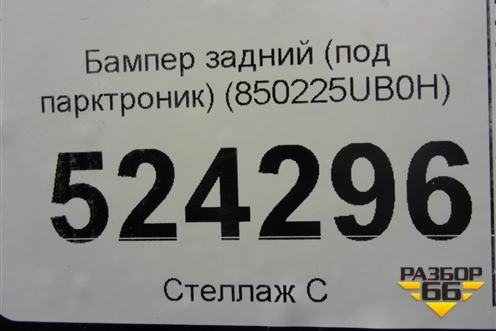 Бампер задний (под
парктроник) (850225UB0H)
524296
Стеллаж С
РАЗБОР
66